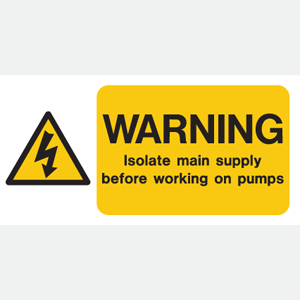 WARNING
Isolate main supply
before working on pumps